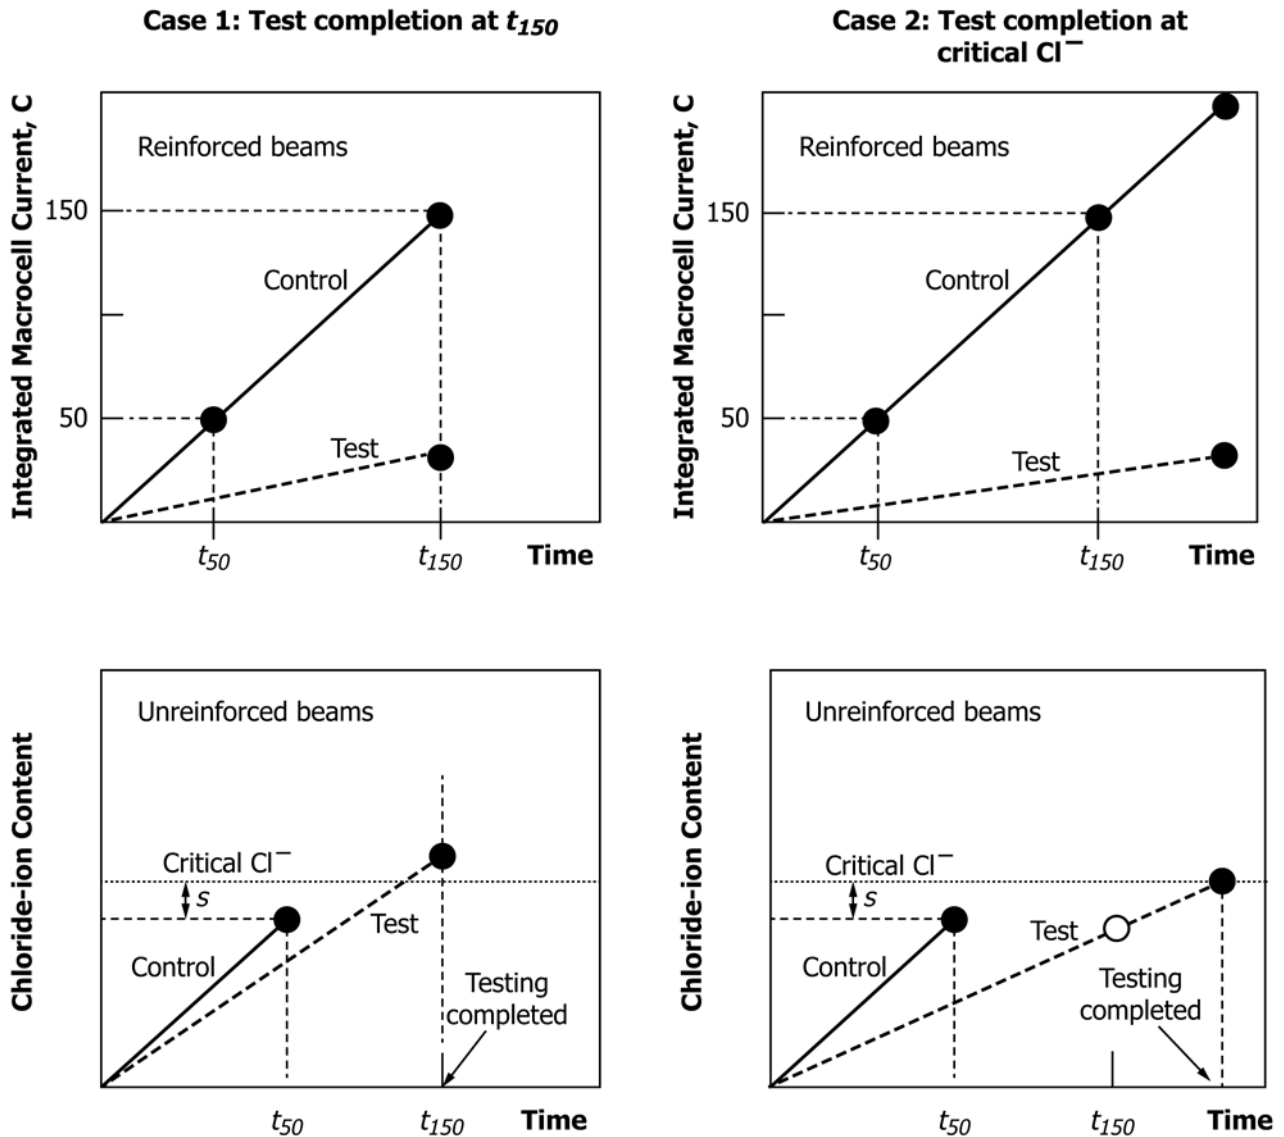 Case 1: Test completion at t150
Case 2: Test completion at
critical Cl−
Integrated Macrocell Current, C
Reinforced beams
150
Control
50
Test
t50
t150
Time
Integrated Macrocell Current, C
Reinforced beams
150
Control
50
Test
t50
t150
Time
Chloride-ion Content
Unreinforced beams
Critical Cl−
s
Test
Control
Testing
completed
t50
t150
Time
Chloride-ion Content
Unreinforced beams
Critical Cl−
s
Test
Control
Testing
completed
t50
t150
Time